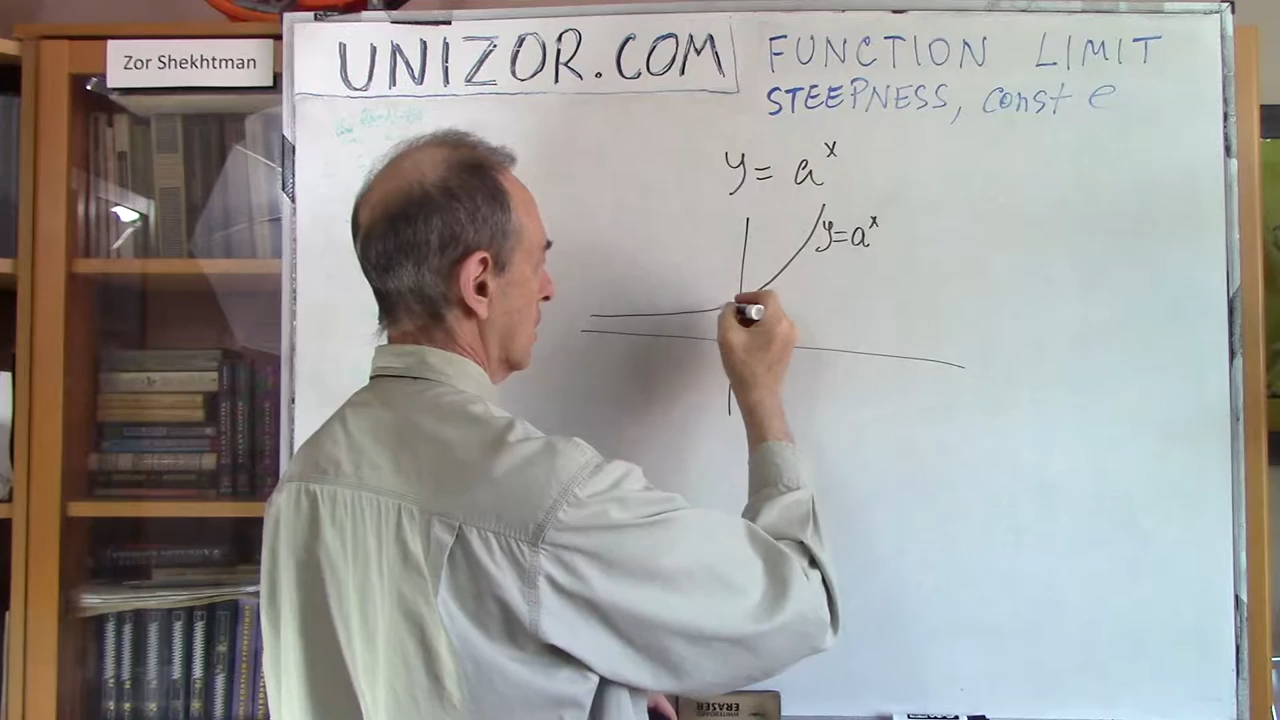 Zor Shekhtman
UNIZOR.COM
FUNCTION LIMIT
STEEPNESS, const e
y = a^x
y=a^x
ERASER